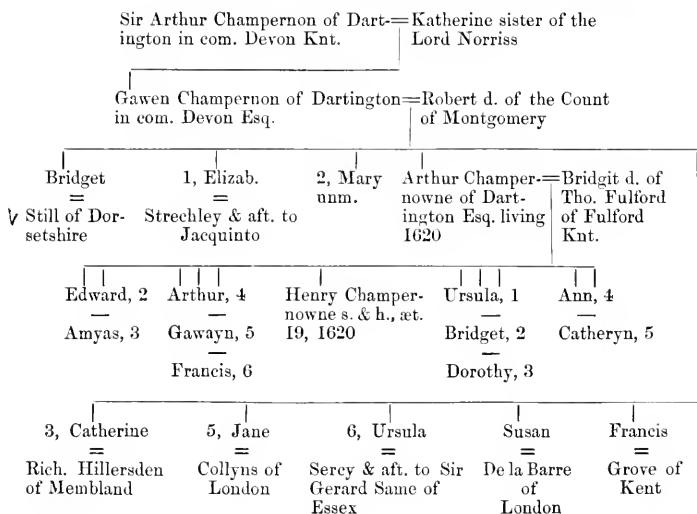 Sir Arthur Champernon of Dart-
ington in com. Devon Knt.
Katherine sister of the
Lord Norriss
Gawen Champernon of Dartington
in com. Devon Esq.
Robert d. of the Count
of Montgomery
Bridget
=
Still of Dor-
setshire
1, Elizab.
=
Strechley & aft. to
Jacquinto
2, Mary
unm.
Arthur Champer-
nowne of Dart-
ington Esq. living
1620
Bridgit d. of
Tho. Fulford
of Fulford
Knt.
Edward, 2
Amyas, 3
Arthur, 4
Gawayn, 5
Francis, 6
Henry Champer-
nowne s. & h., æt.
19, 1620
Ursula, 1
Bridget, 2
Dorothy, 3
Ann, 4
Catheryn, 5
3, Catherine
=
Rich. Hillersden
of Membland
5, Jane
=
Collyns of
London
6, Ursula
=
Sercy & aft. to Sir
Gerard Same of
Essex
Susan
=
De la Barre
of
London
Francis
=
Grove of
Kent